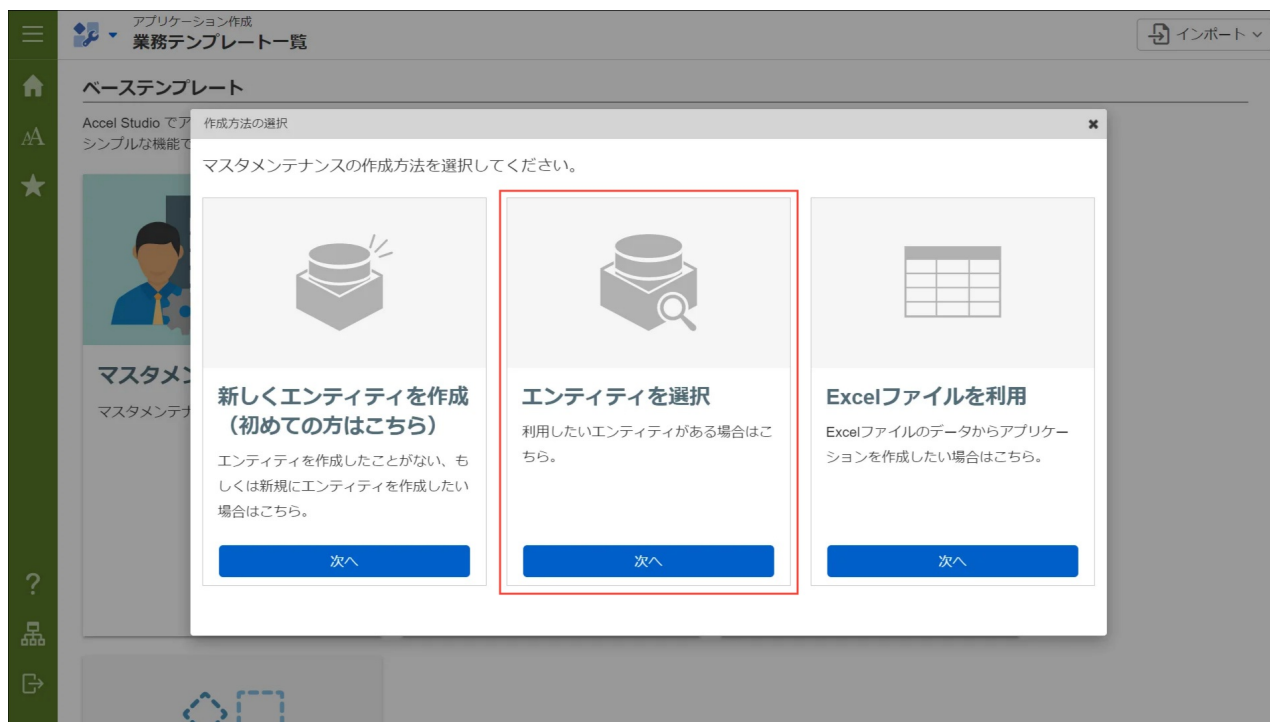 アプリケーション作成
業務テンプレート一覧
インポート
ベーステンプレート
Accel Studio でア
シンプルな機能で
作成方法の選択
マスタメンテナンスの作成方法を選択してください。
マスタメン
マスタメンテナ
新しくエンティティを作成
（初めての方はこちら）
エンティティを作成したことがない、も
しくは新規にエンティティを作成したい
場合はこちら。
次へ
エンティティを選択
利用したいエンティティがある場合はこ
ちら。
次へ
Excelファイルを利用
Excelファイルのデータからアプリケー
ションを作成したい場合はこちら。
次へ